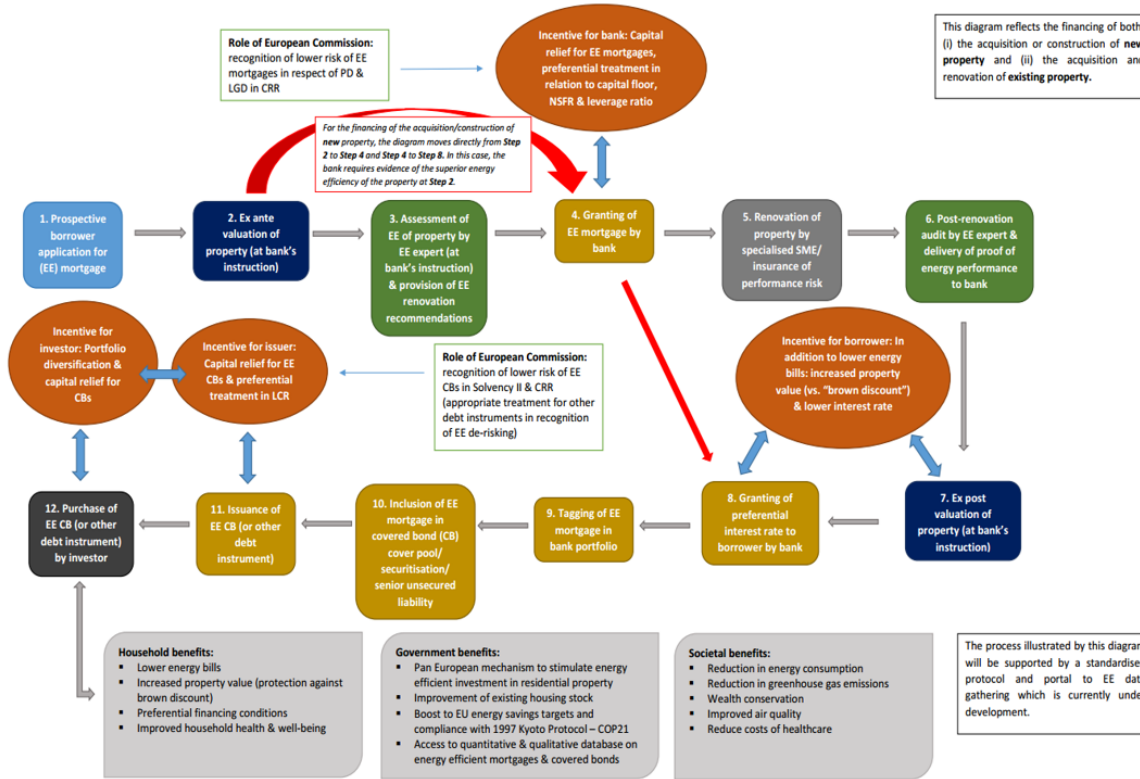 Role of European Commission:
recognition of lower risk of EE
mortgages in respect of PD &
LGD in CRR
Incentive for bank: Capital
relief for EE mortgages,
preferential treatment in
relation to capital floor,
NSFR & leverage ratio
This diagram reflects the financing of both
(i) the acquisition or construction of new
property and (ii) the acquisition and
renovation of existing property.
For the financing of the acquisition/construction of
new property, the diagram moves directly from Step
2 to Step 4 and Step 4 to Step 8. In this case, the
bank requires evidence of the superior energy
efficiency of the property at Step 2.
1. Prospective
borrower
application for
(EE) mortgage
2. Ex ante
valuation of
property (at bank's
instruction)
3. Assessment of
EE of property by
EE expert (at
bank's instruction)
& provision of EE
renovation
recommendations
4. Granting of
EE mortgage by
bank
5. Renovation of
property by
specialised SME/
insurance of
performance risk
6. Post-renovation
audit by EE expert &
delivery of proof of
energy performance
to bank
Incentive for
investor: Portfolio
diversification &
capital relief for
CBs
Incentive for issuer:
Capital relief for EE
CBs & preferential
treatment in LCR
Role of European Commission:
recognition of lower risk of EE
CBs in Solvency II & CRR
(appropriate treatment for other
debt instruments in recognition
of EE de-risking)
Incentive for borrower: In
addition to lower energy
bills: increased property
value (vs. "brown discount")
& lower interest rate
12. Purchase of
EE CB (or other
debt instrument)
by investor
11. Issuance of
EE CB (or other
debt
instrument)
10. Inclusion of EE
mortgage in
covered bond (CB)
cover pool/
securitisation/
senior unsecured
liability
9. Tagging of EE
mortgage in
bank portfolio
8. Granting of
preferential
interest rate to
borrower by bank
7. Ex post
valuation of
property (at bank's
instruction)
Household benefits:
▪ Lower energy bills
▪ Increased property value (protection against
brown discount)
▪ Preferential financing conditions
▪ Improved household health & well-being
Government benefits:
▪ Pan European mechanism to stimulate energy
efficient investment in residential property
▪ Improvement of existing housing stock
▪ Boost to EU energy savings targets and
compliance with 1997 Kyoto Protocol – COP21
▪ Access to quantitative & qualitative database on
energy efficient mortgages & covered bonds
Societal benefits:
▪ Reduction in energy consumption
▪ Reduction in greenhouse gas emissions
▪ Wealth conservation
▪ Improved air quality
▪ Reduce costs of healthcare
The process illustrated by this diagram
will be supported by a standardise
protocol and portal to EE dat
gathering which is currently unde
development.